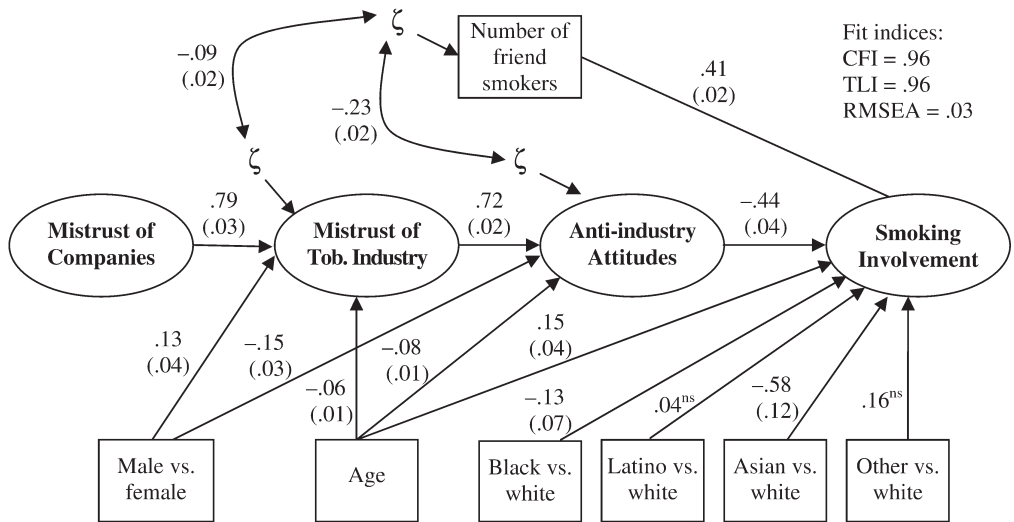 ζ
Number of
friend
smokers
Fit indices:
CFI = .96
TLI = .96
RMSEA = .03
–.09
(.02)
.41
(.02)
–.23
(.02)
ζ
ζ
Mistrust of
Companies
.79
(.03)
Mistrust of
Tob. Industry
.72
(.02)
Anti-industry
Attitudes
–.44
(.04)
Smoking
Involvement
.13
(.04)
–.15
(.03)
–.06
(.01)
–.08
(.01)
.15
(.04)
–.13
(.07)
.04ns
–.58
(.12)
.16ns
Male vs.
female
Age
Black vs.
white
Latino vs.
white
Asian vs.
white
Other vs.
white